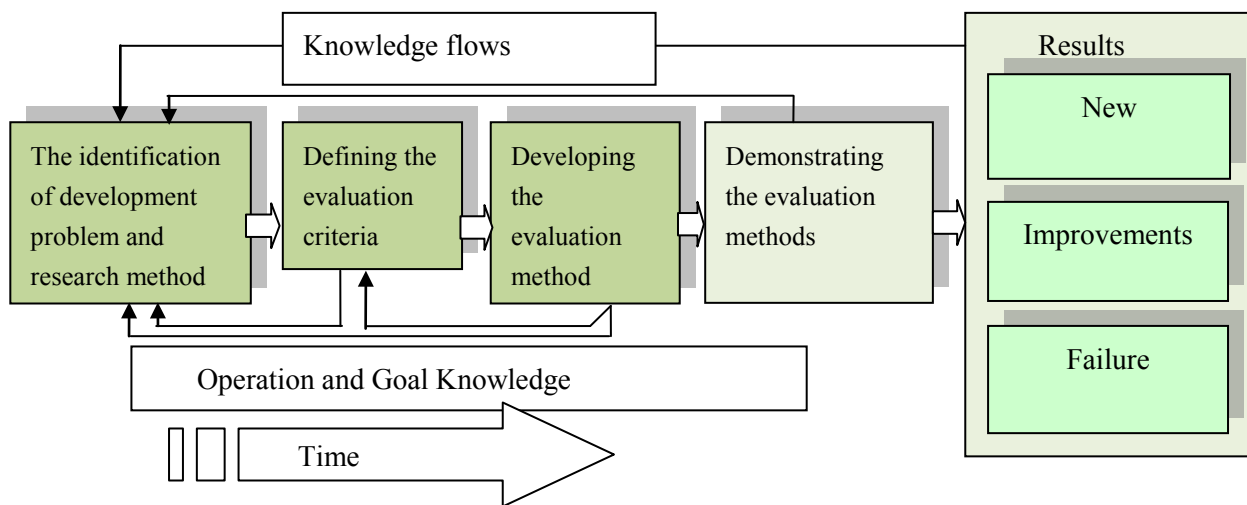 Knowledge flows
The identification
of development
problem and
research method
Defining the
evaluation
criteria
Developing
the
evaluation
method
Demonstrating
the evaluation
methods
Results
New
Improvements
Failure
Operation and Goal Knowledge
Time